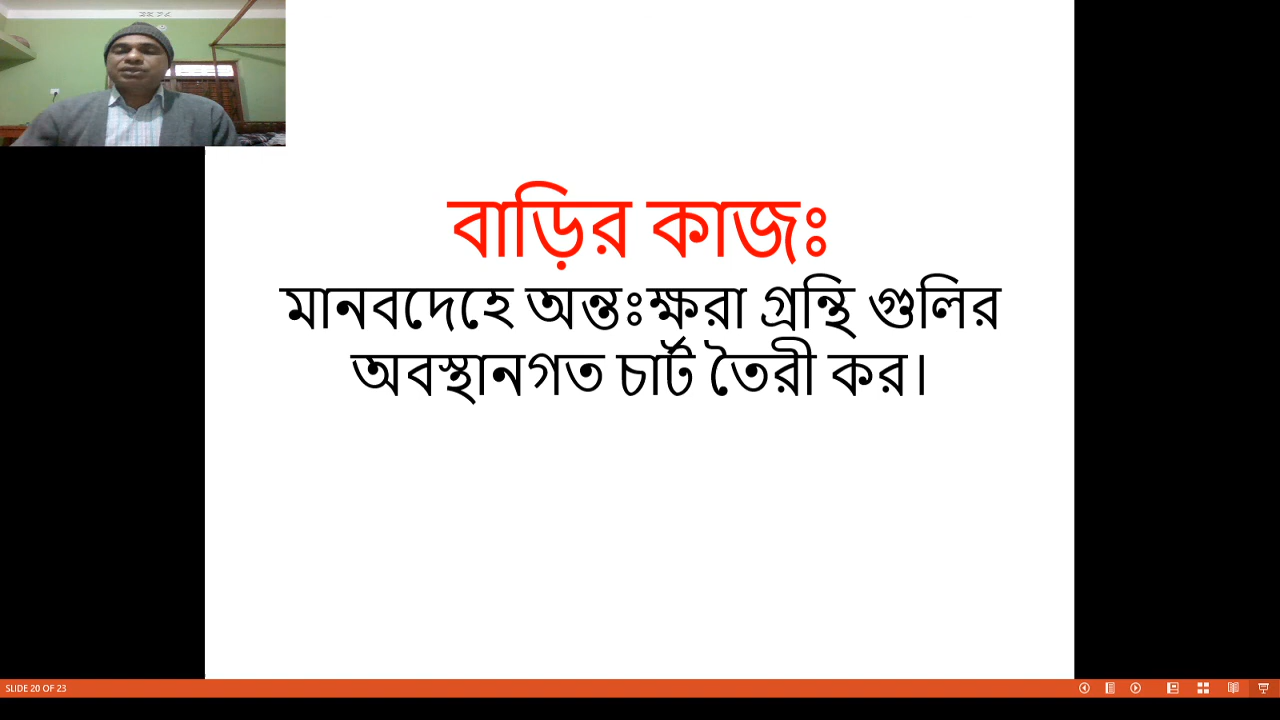 বাড়ির কাজঃ
মানবদেহে অন্তঃক্ষরা গ্রন্থি গুলির
অবস্থানগত চার্ট তৈরী কর।
SLIDE 20 OF 23